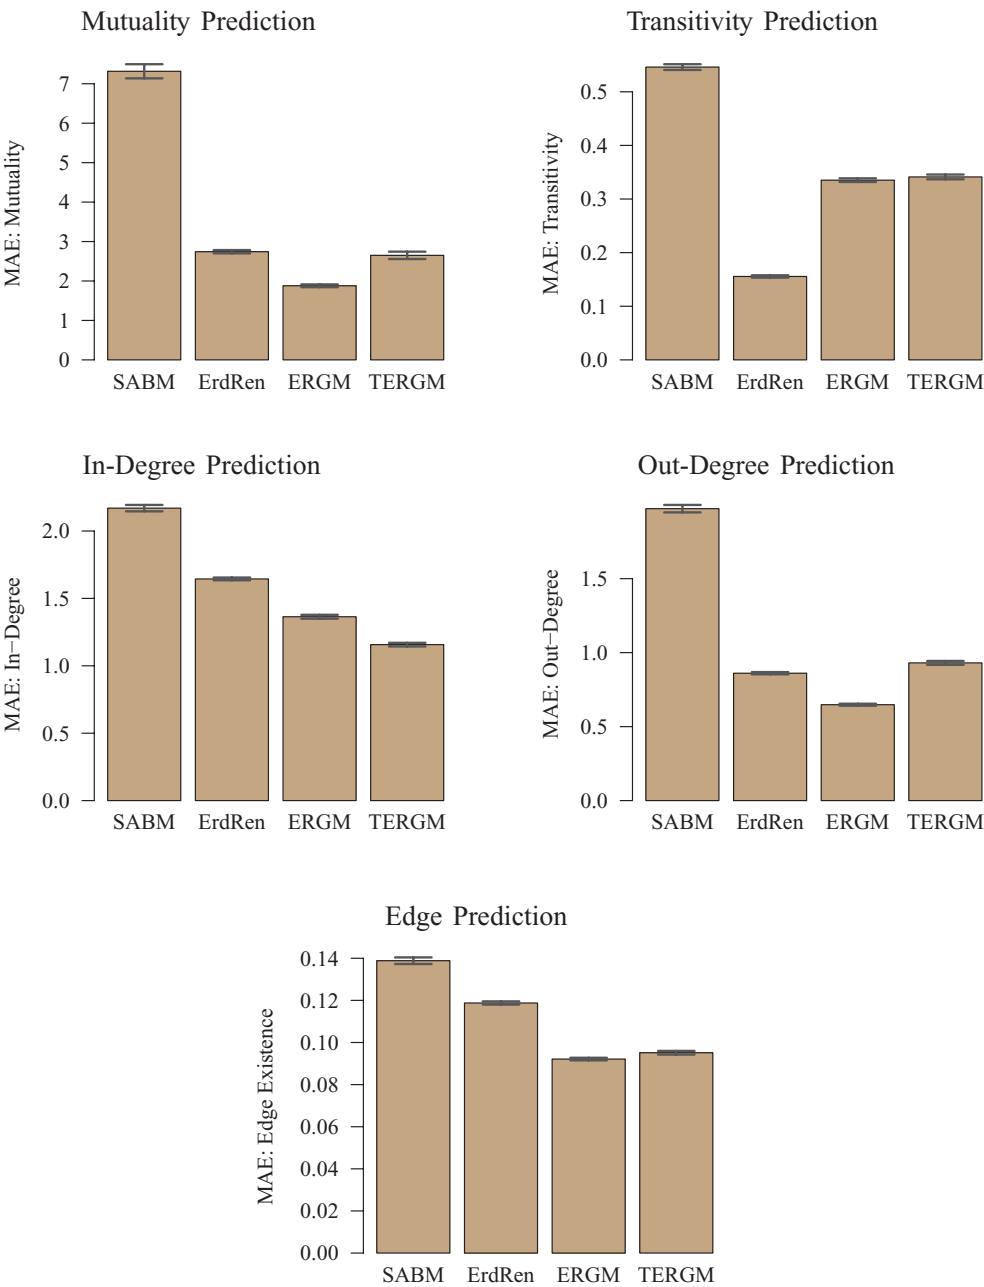 Mutuality Prediction
MAE: Mutuality
7
6
5
4
3
2
1
0
SABM ErdRen ERGM TERGM
Transitivity Prediction
MAE: Transitivity
0.5
0.4
0.3
0.2
0.1
0.0
SABM ErdRen ERGM TERGM
In-Degree Prediction
MAE: In−Degree
2.0
1.5
1.0
0.5
0.0
SABM ErdRen ERGM TERGM
Out-Degree Prediction
MAE: Out−Degree
1.5
1.0
0.5
0.0
SABM ErdRen ERGM TERGM
Edge Prediction
MAE: Edge Existence
0.14
0.12
0.10
0.08
0.06
0.04
0.02
0.00
SABM ErdRen ERGM TERGM